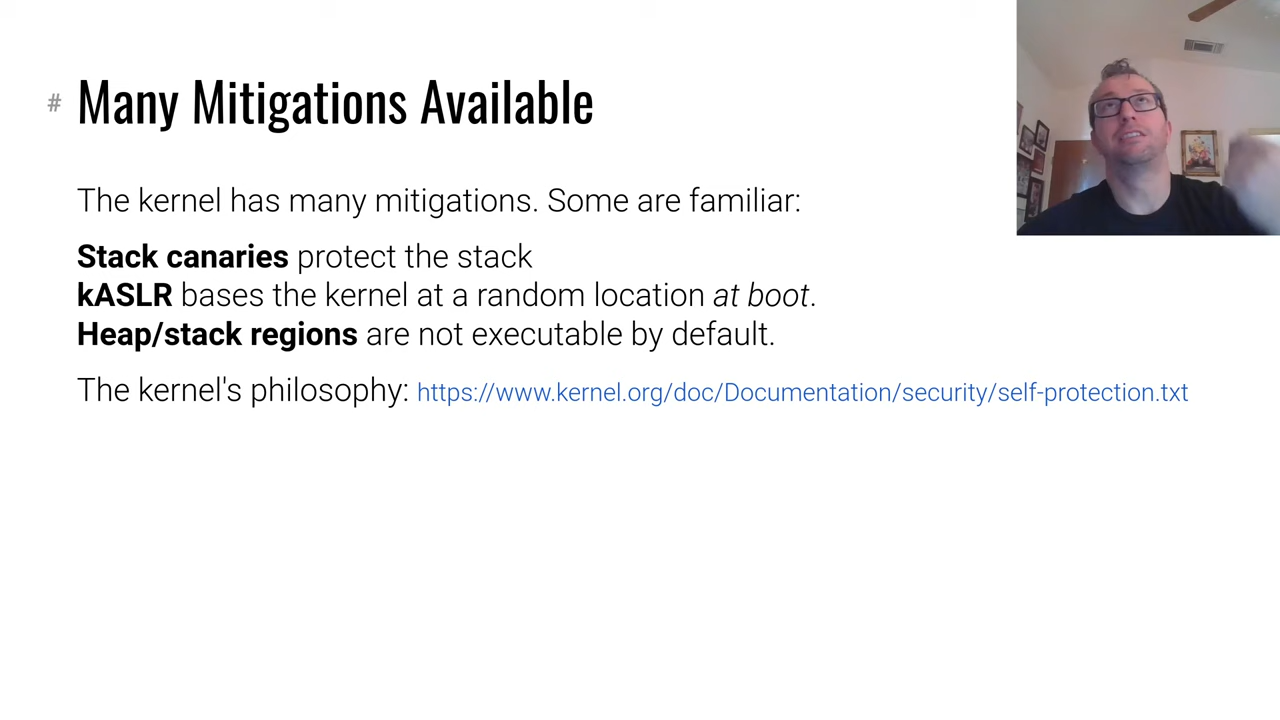 # Many Mitigations Available
The kernel has many mitigations. Some are familiar:
Stack canaries protect the stack
kASLR bases the kernel at a random location at boot.
Heap/stack regions are not executable by default.
The kernel's philosophy: https://www.kernel.org/doc/Documentation/security/self-protection.txt